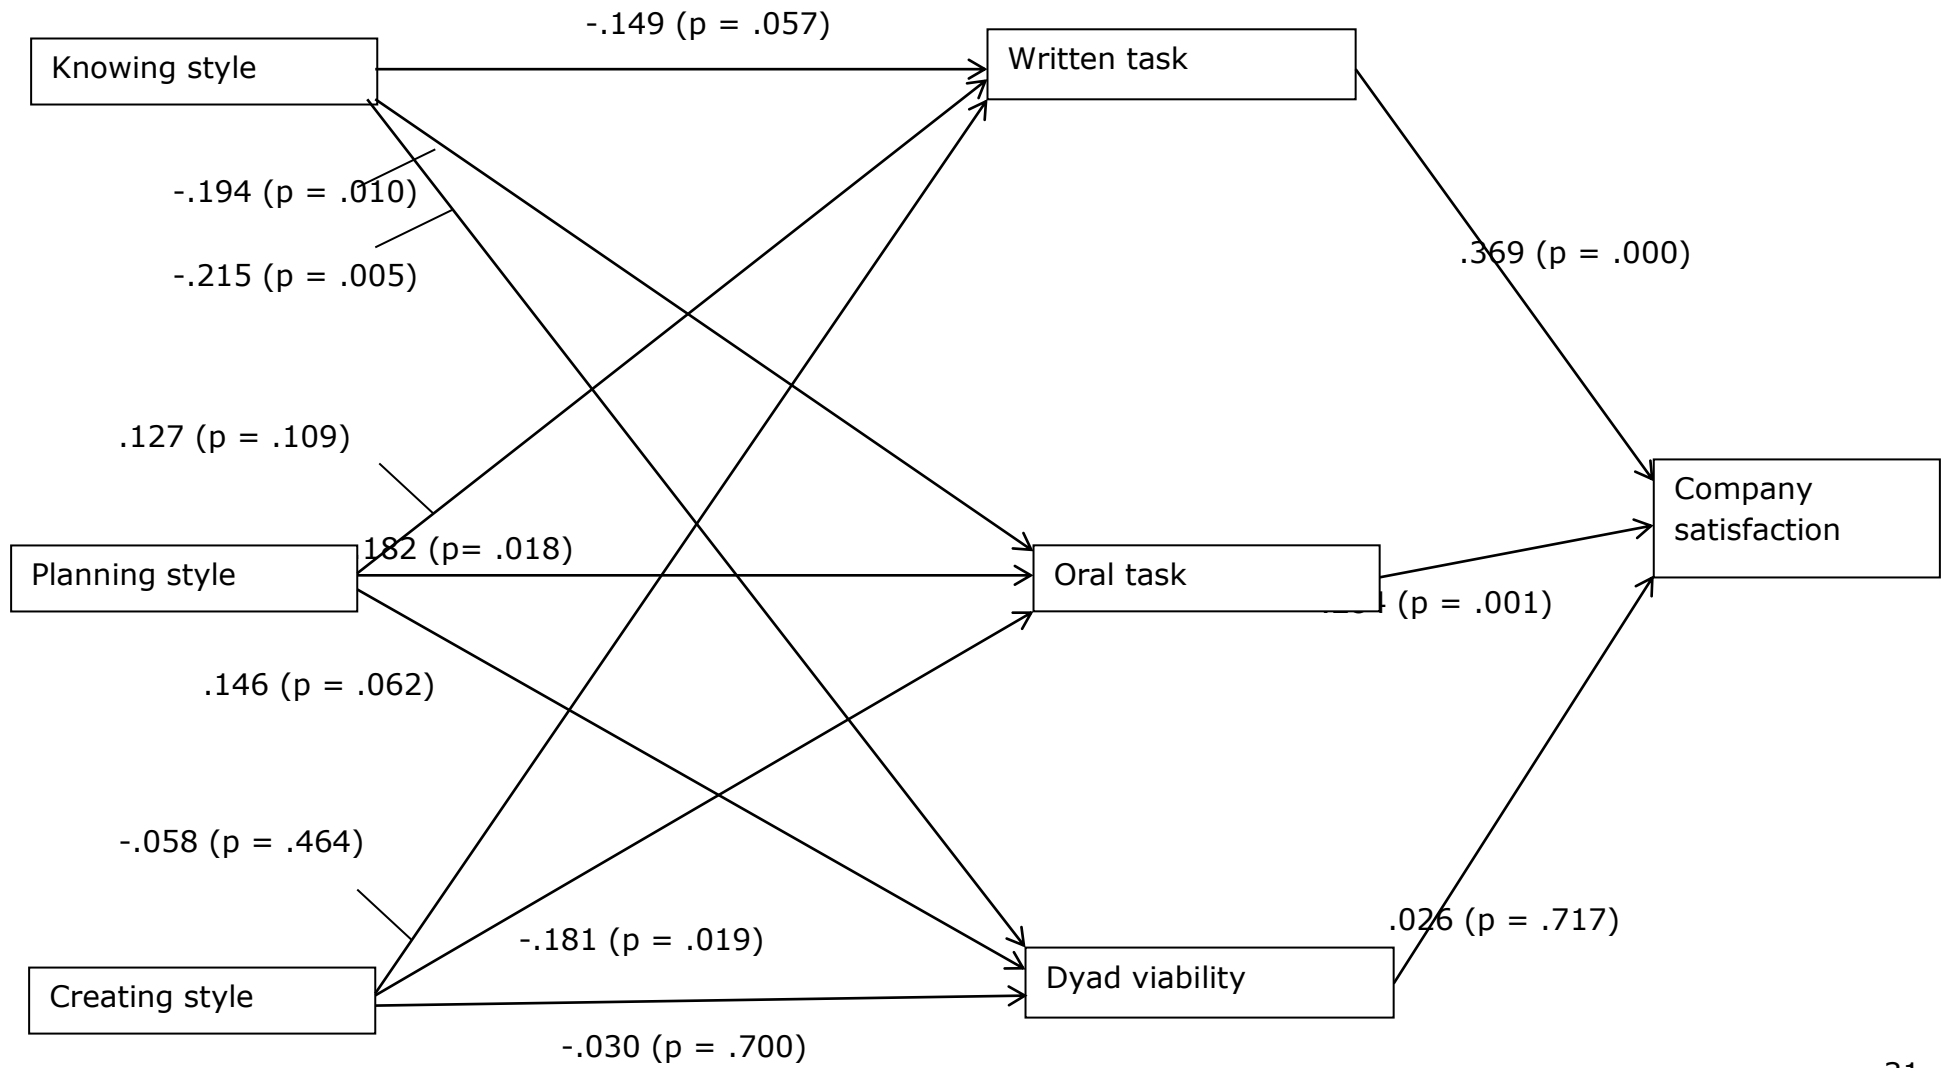 -.149 (p = .057)
Knowing style
Written task
-.194 (p = .010)
.369 (p = .000)
-.215 (p = .005)
.127 (p = .109)
Company
satisfaction
182 (p= .018)
Planning style
Oral task
(p = .001)
.146 (p = .062)
-.058 (p = .464)
.026 (p = .717)
-.181 (p = .019)
Dyad viability
Creating style
-.030 (p = .700)